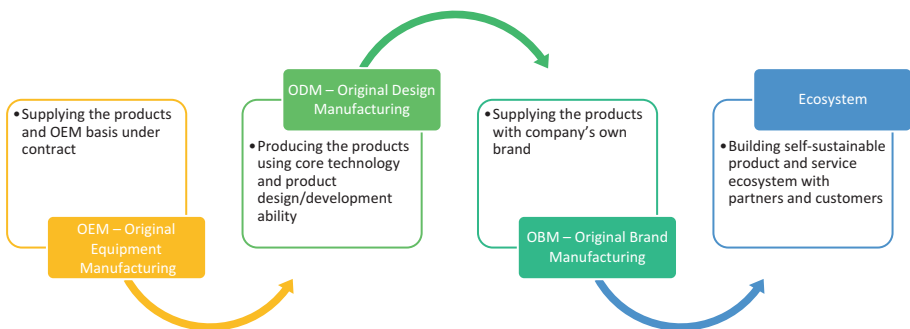 •Supplying the products
and OEM basis under
contract
OEM – Original
Equipment
Manufacturing
ODM – Original Design
Manufacturing
•Producing the products
using core technology
and product
design/development
ability
•Supplying the products
with company's own
brand
OBM – Original Brand
Manufacturing
Ecosystem
•Building self-sustainable
product and service
ecosystem with
partners and customers